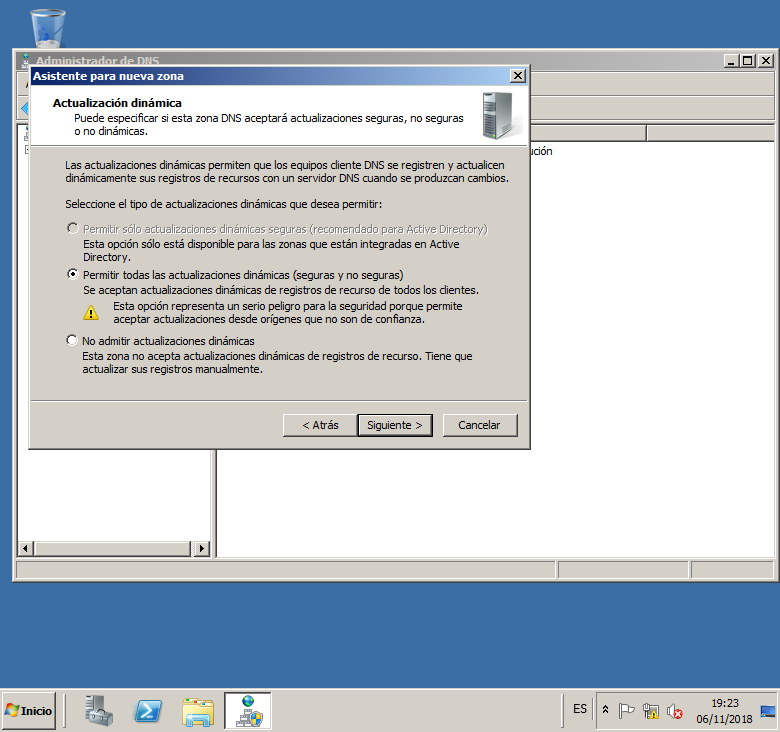 Administrador de DNS
Asistente para nueva zona
Actualización dinámica
Puede especificar si esta zona DNS aceptará actualizaciones seguras, no seguras
o no dinámicas.
Las actualizaciones dinámicas permiten que los equipos cliente DNS se registren y actualicen
dinámicamente sus registros de recursos con un servidor DNS cuando se produzcan cambios.
Seleccione el tipo de actualizaciones dinámicas que desea permitir:
Permitir sólo actualizaciones dinámicas seguras (recomendado para Active Directory)
Esta opción sólo está disponible para las zonas que están integradas en Active
Directory.
Permitir todas las actualizaciones dinámicas (seguras y no seguras)
Se aceptan actualizaciones dinámicas de registros de recurso de todos los clientes.
Esta opción representa un serio peligro para la seguridad porque permite
aceptar actualizaciones desde orígenes que no son de confianza.
No admitir actualizaciones dinámicas
Esta zona no acepta actualizaciones dinámicas de registros de recurso. Tiene que
actualizar sus registros manualmente.
< Atrás
Siguiente >
Cancelar
ución
Inicio
ES
19:23
06/11/2018